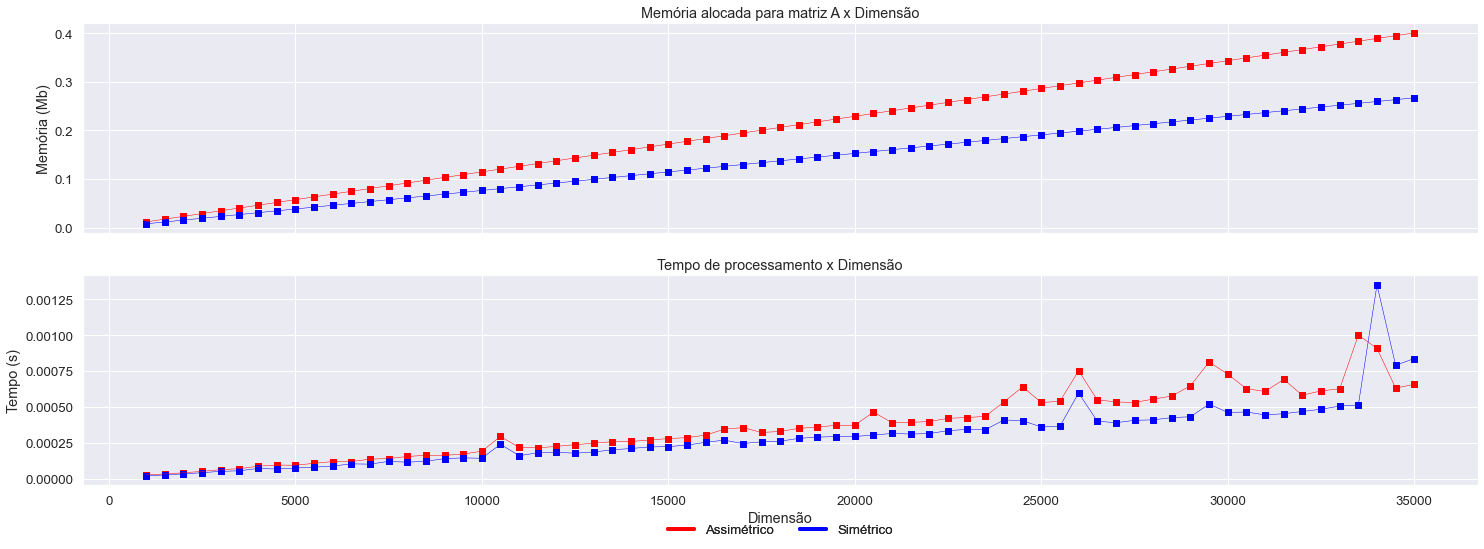 Memória alocada para matriz A x Dimensão
Memória (Mb)
0.4
0.3
0.2
0.1
0.0
Tempo de processamento x Dimensão
Tempo (s)
0.00125
0.00100
0.00075
0.00050
0.00025
0.00000
0 5000 10000 15000 20000 25000 30000 35000
Dimensão
Assimétrico Simétrico